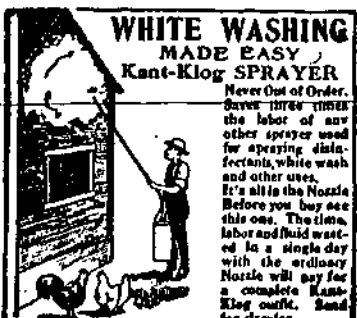 WHITE WASHING
MADE EASY
Kant-Klog SPRAYER
Never Out of Order.
Saves three times
the labor of any
other sprayer used
for spraying disin-
fectants, white wash
and other uses.
It's all in the Nozzle
Before you buy see
this one. The time,
labor and fluid wast-
ed in a single day
with the ordinary
Nozzle will pay for
a complete Kant-
Klog outfit. Send
for circular